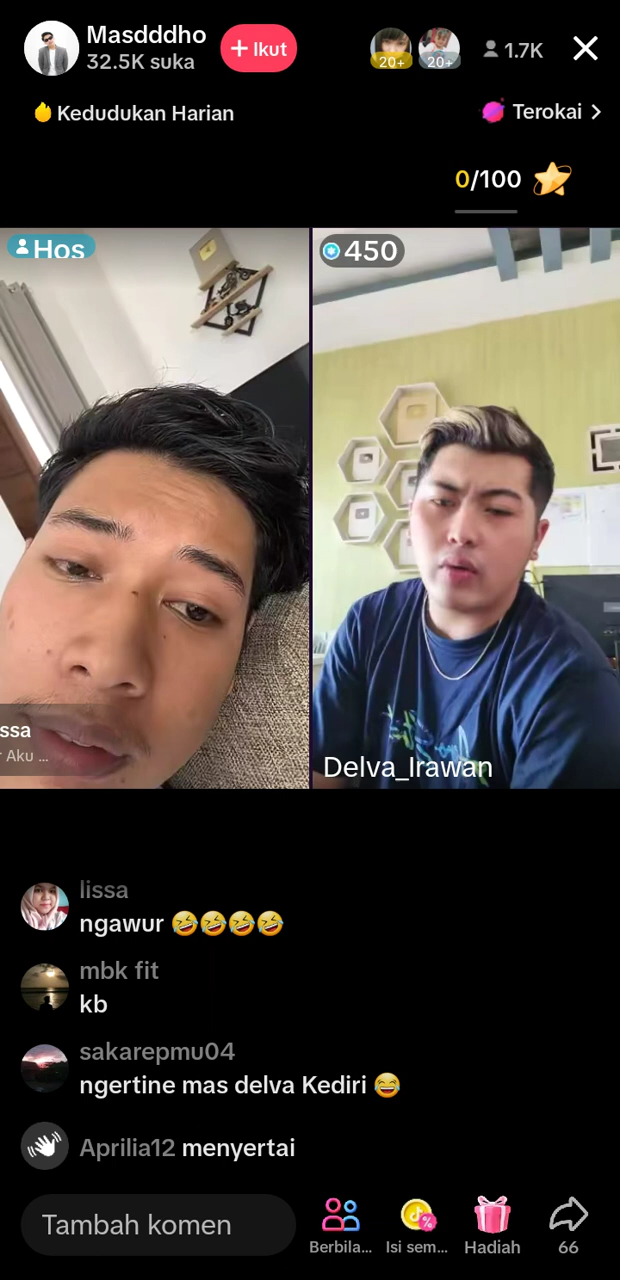 Masdddho
32.5K suka
+ Ikut
20+
20+
1.7K
Kedudukan Harian
Terokai >
0/100
Hos
450
ssa
r Aku ...
Delva_Irawan
lissa
ngawur 🤣🤣🤣🤣
mbk fit
kb
sakarepmu04
ngertine mas delva Kediri 😂
Aprilia12 menyertai
Tambah komen
Berbila...
Isi sem...
Hadiah
66